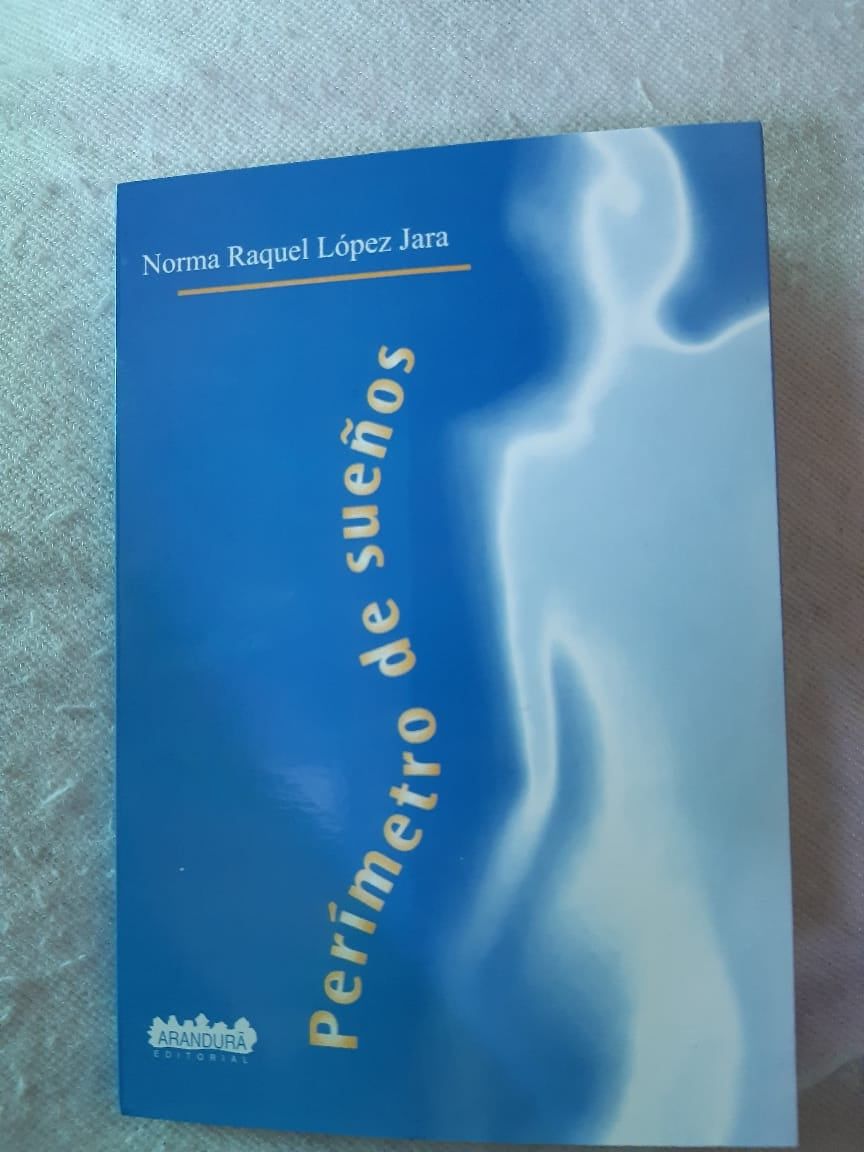 Norma Raquel López Jara
Perímetro de sueños
ARANDURÃ
EDITORIAL